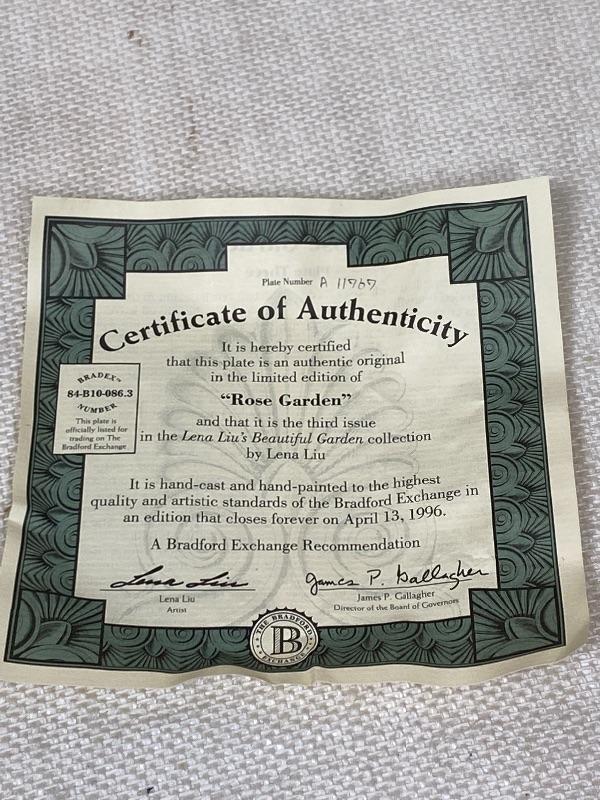 Plate Number A 11767
Certificate of Authenticity
It is hereby certified
that this plate is an authentic original
in the limited edition of
“Rose Garden”
and that it is the third issue
in the Lena Liu's Beautiful Garden collection
by Lena Liu
BRADEX™
84-B10-086.3
NUMBER
This plate is
officially listed for
trading on The
Bradford Exchange
It is hand-cast and hand-painted to the highest
quality and artistic standards of the Bradford Exchange in
an edition that closes forever on April 13, 1996.
A Bradford Exchange Recommendation
Lena Liu
Lena Liu
Artist
James P. Gallagher
James P. Gallagher
Director of the Board of Governors
THE BRADFORD
B
EXCHANGE